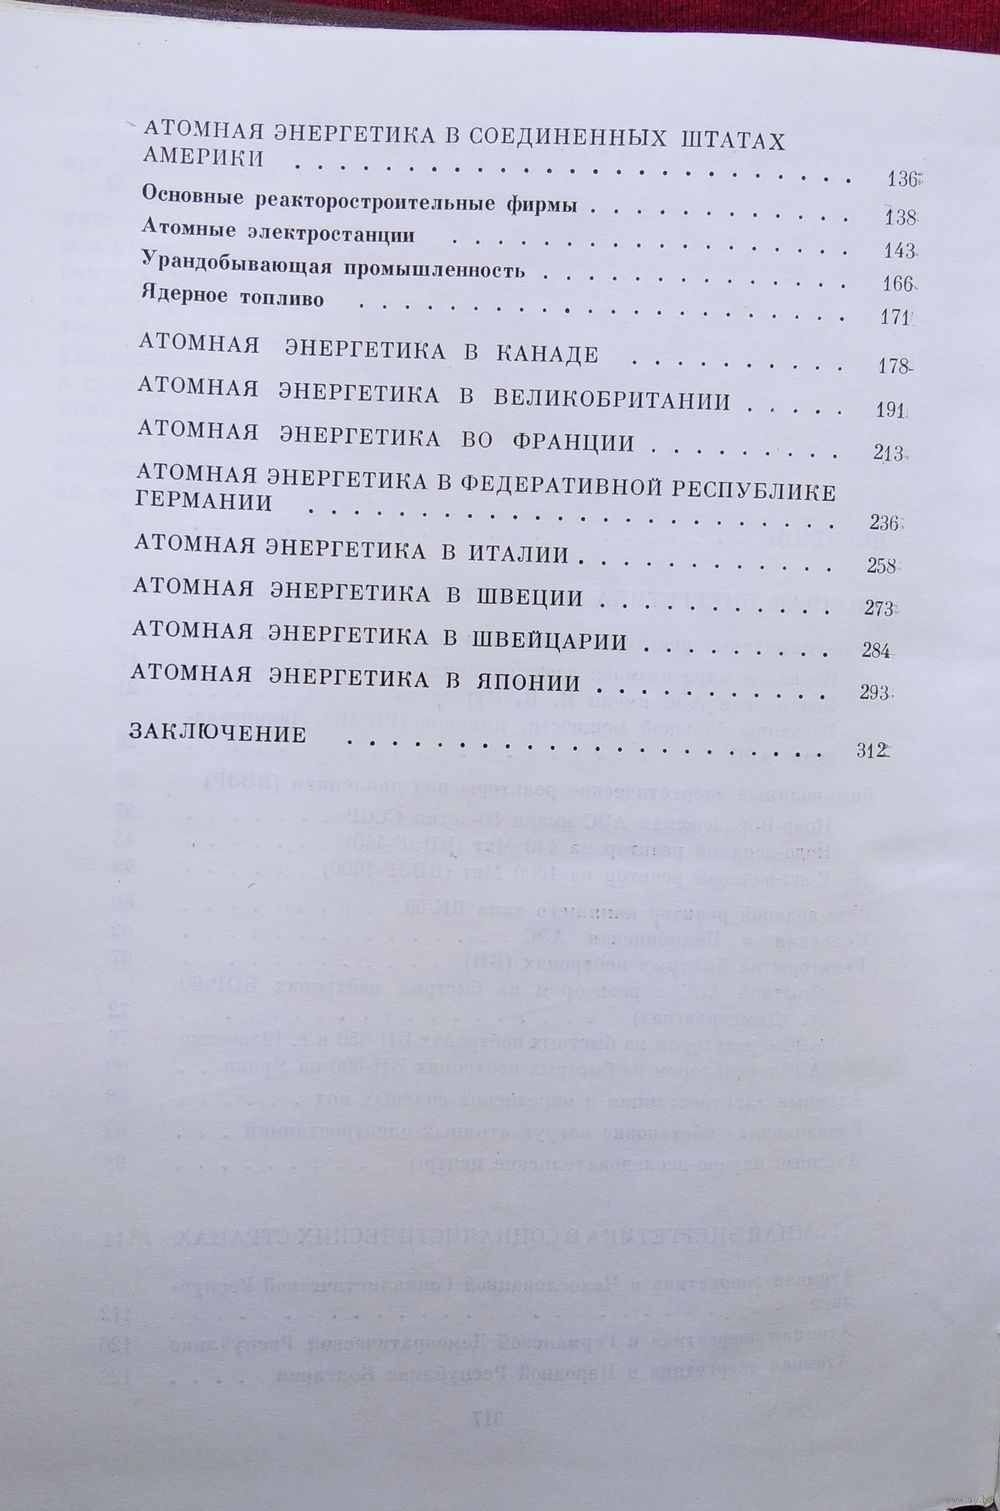 АТОМНАЯ ЭНЕРГЕТИКА В СОЕДИНЕННЫХ ШТАТАХ
АМЕРИКИ . . . . . . . . . . . . . . . . . . . . . . . . . 136
Основные реакторостроительные фирмы . . . . . . . . . . . . 138
Атомные электростанции . . . . . . . . . . . . . . . . . . 143
Урандобывающая промышленность . . . . . . . . . . . . . . 166
Ядерное топливо . . . . . . . . . . . . . . . . . . . . . 171
АТОМНАЯ ЭНЕРГЕТИКА В КАНАДЕ . . . . . . . . . . 178
АТОМНАЯ ЭНЕРГЕТИКА В ВЕЛИКОБРИТАНИИ . . . . . 191
АТОМНАЯ ЭНЕРГЕТИКА ВО ФРАНЦИИ . . . . . . . . . 213
АТОМНАЯ ЭНЕРГЕТИКА В ФЕДЕРАТИВНОЙ РЕСПУБЛИКЕ
ГЕРМАНИИ . . . . . . . . . . . . . . . . . . . . . . . . 236
АТОМНАЯ ЭНЕРГЕТИКА В ИТАЛИИ . . . . . . . . . . . . 258
АТОМНАЯ ЭНЕРГЕТИКА В ШВЕЦИИ . . . . . . . . . . . 273
АТОМНАЯ ЭНЕРГЕТИКА В ШВЕЙЦАРИИ . . . . . . . . . 284
АТОМНАЯ ЭНЕРГЕТИКА В ЯПОНИИ . . . . . . . . . . . 293
ЗАКЛЮЧЕНИЕ . . . . . . . . . . . . . . . . . . . . . . 312